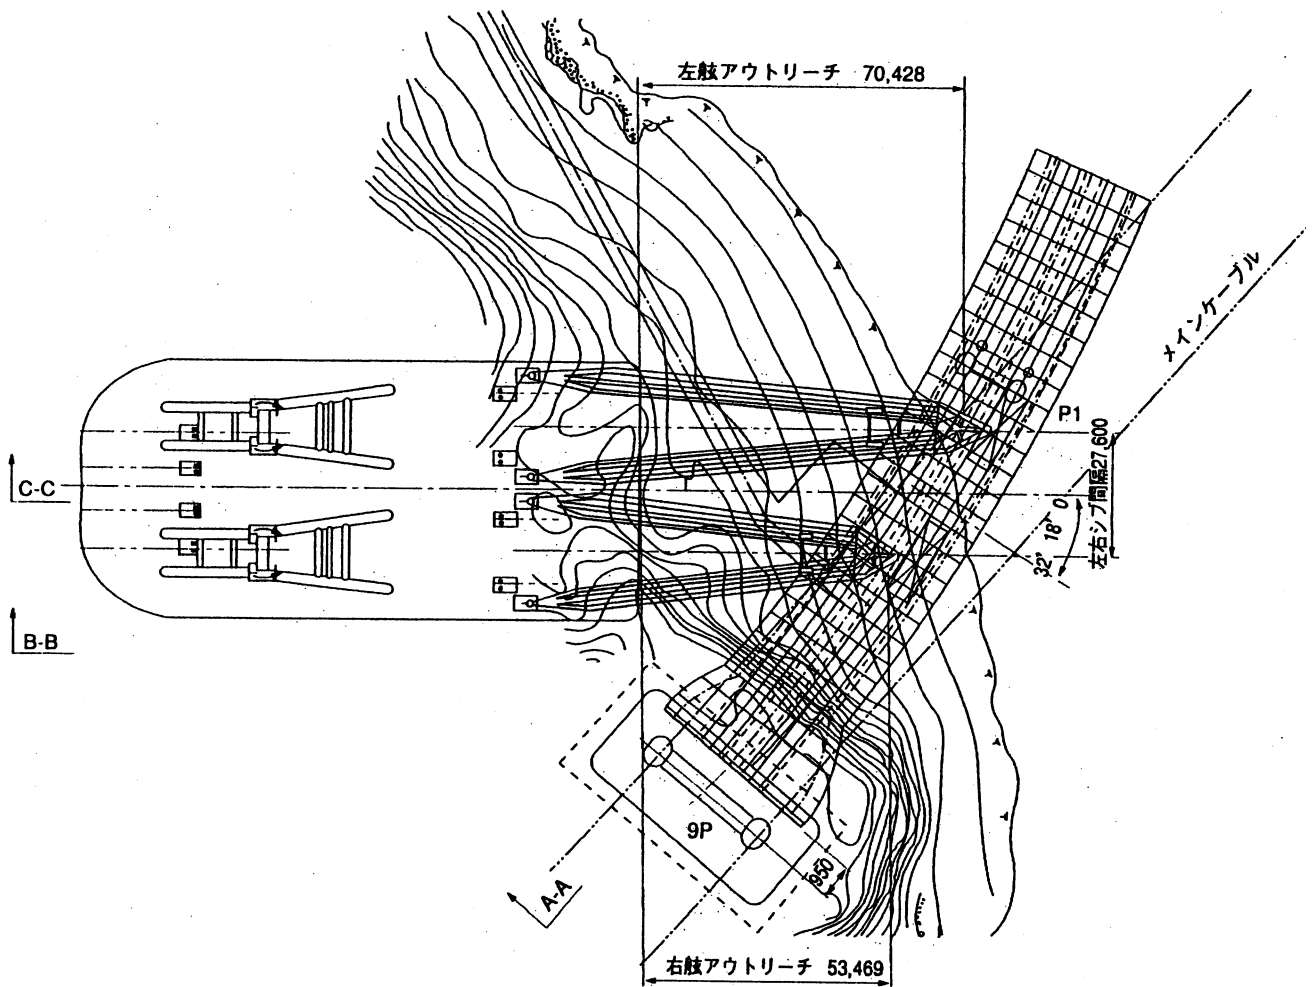 左舷アウトリーチ 70,428
メインケーブル
P1
左右ジブ間隔27,600
C-C
32° 18' 0
B-B
9P
950
A-A
右舷アウトリーチ 53,469